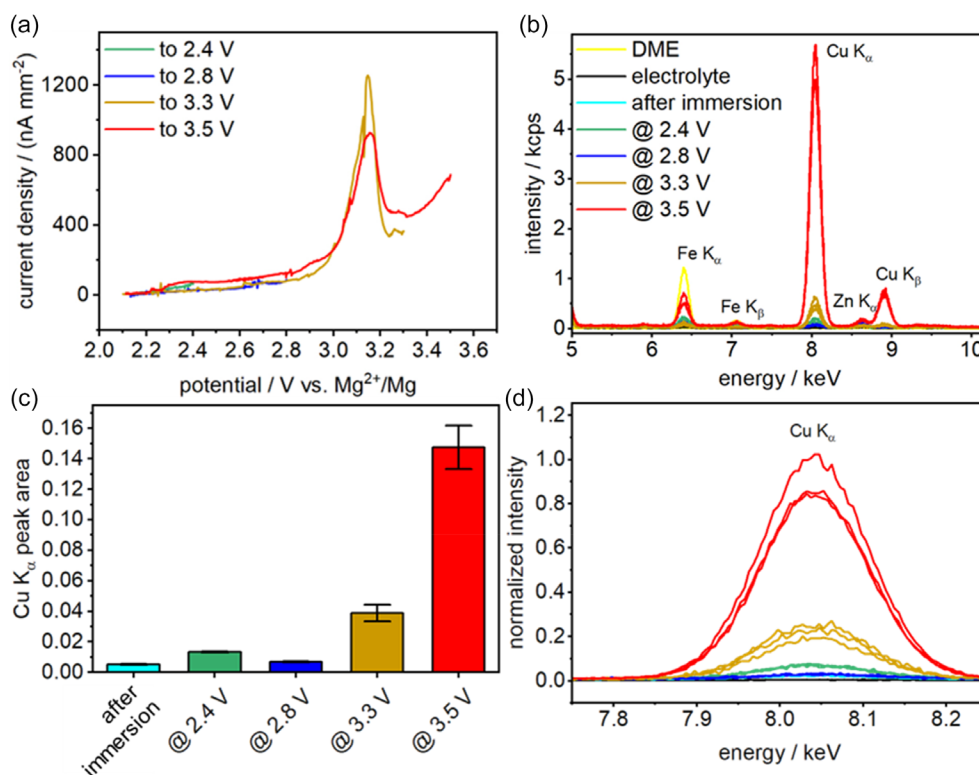 (a)
to 2.4 V
to 2.8 V
to 3.3 V
to 3.5 V
current density / (nA mm⁻²)
1200
800
400
0
2.0 2.2 2.4 2.6 2.8 3.0 3.2 3.4 3.6
potential / V vs. Mg²⁺/Mg
(b)
DME
electrolyte
after immersion
@ 2.4 V
@ 2.8 V
@ 3.3 V
@ 3.5 V
Cu Kα
Fe Kα
Fe Kβ
Zn Kα
Cu Kβ
intensity / kcps
5
4
3
2
1
0
5 6 7 8 9 10
energy / keV
(c)
Cu Kα peak area
0.16
0.14
0.12
0.10
0.08
0.06
0.04
0.02
0.00
after
immersion
@ 2.4 V
@ 2.8 V
@ 3.3 V
@ 3.5 V
(d)
Cu Kα
normalized intensity
1.2
1.0
0.8
0.6
0.4
0.2
0.0
7.8 7.9 8.0 8.1 8.2
energy / keV